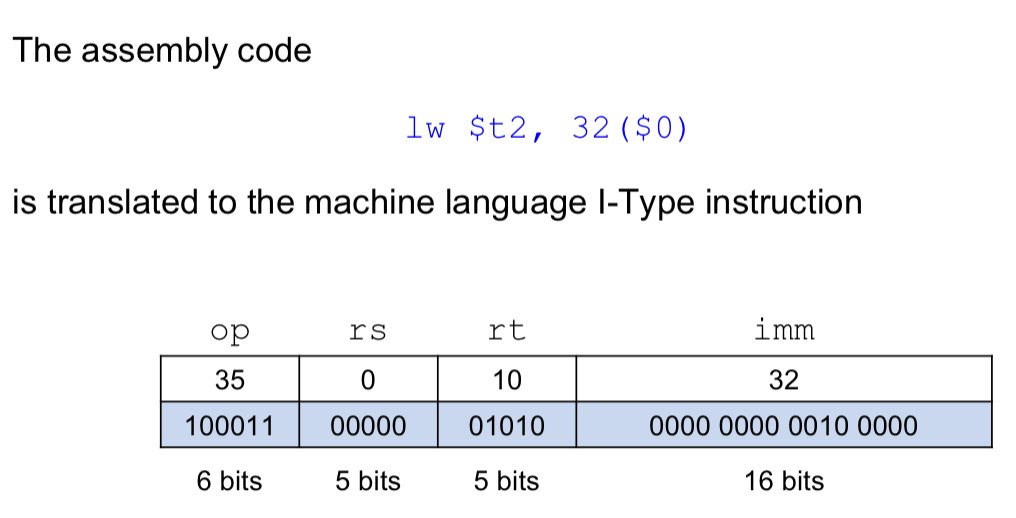 The assembly code
lw $t2, 32($0)
is translated to the machine language I-Type instruction
op rs rt imm
35 0 10 32
100011 00000 01010 0000 0000 0010 0000
6 bits 5 bits 5 bits 16 bits